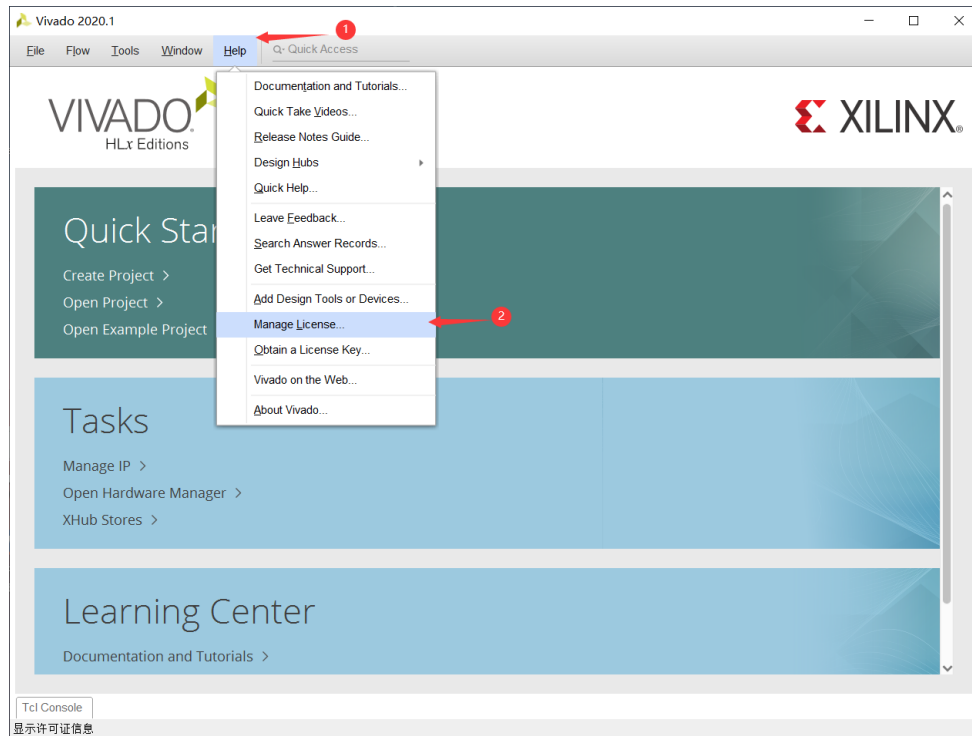 Vivado 2020.1
File Flow Tools Window Help Quick Access
1
VIVADO.
HLx Editions
XILINX®
Documentation and Tutorials...
Quick Take Videos...
Release Notes Guide...
Design Hubs
Quick Help...
Leave Feedback...
Search Answer Records...
Get Technical Support...
Add Design Tools or Devices...
Manage License...
2
Obtain a License Key...
Vivado on the Web...
About Vivado...
Quick Star
Create Project >
Open Project >
Open Example Project
Tasks
Manage IP >
Open Hardware Manager >
XHub Stores >
Learning Center
Documentation and Tutorials >
Tcl Console
显示许可证信息